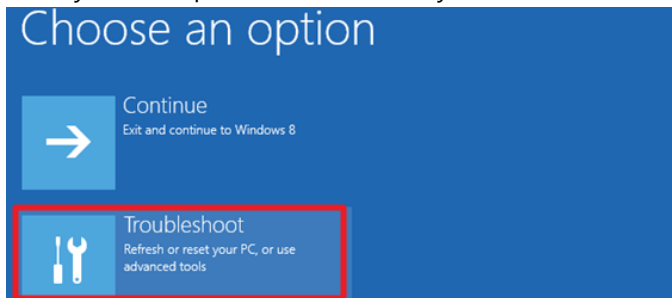 Choose an option
Continue
Exit and continue to Windows 8
Troubleshoot
Refresh or reset your PC, or use
advanced tools